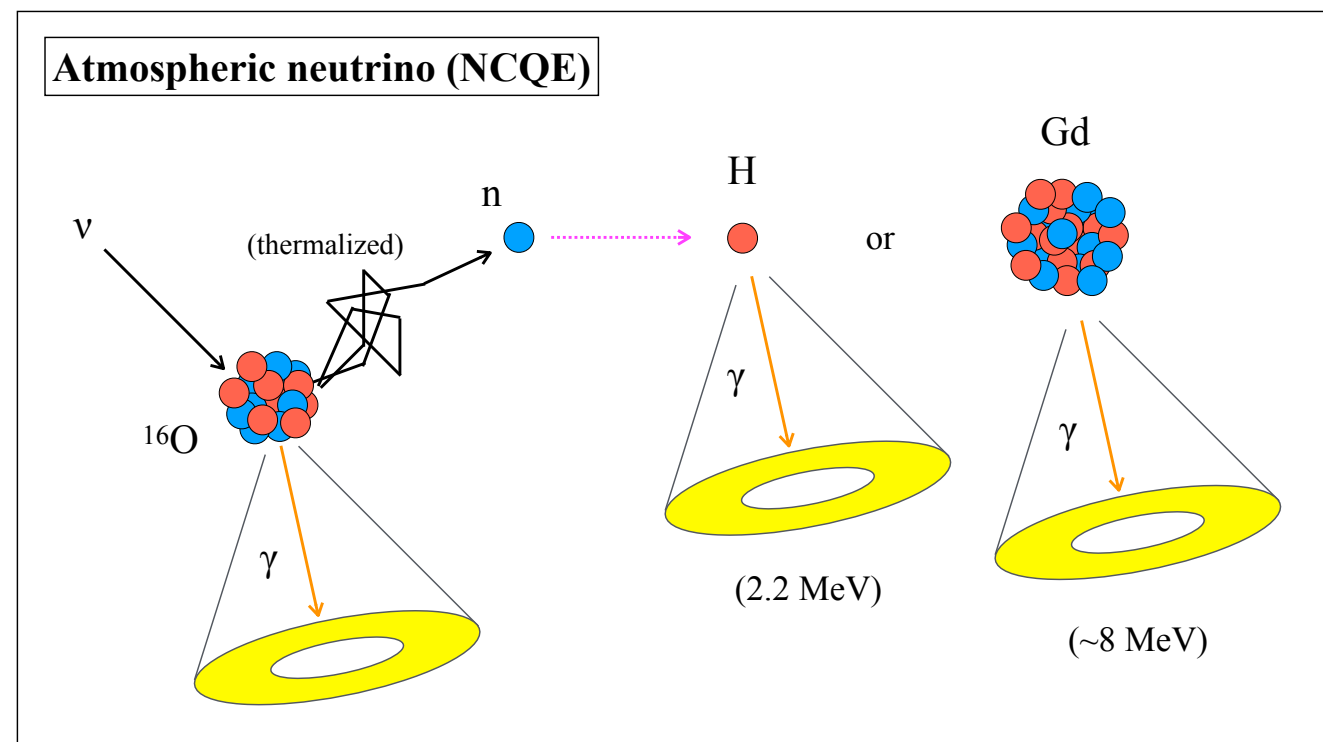 Atmospheric neutrino (NCQE)
Gd
H
n
ν
(thermalized)
or
¹⁶O
γ
γ
γ
(2.2 MeV)
(~8 MeV)